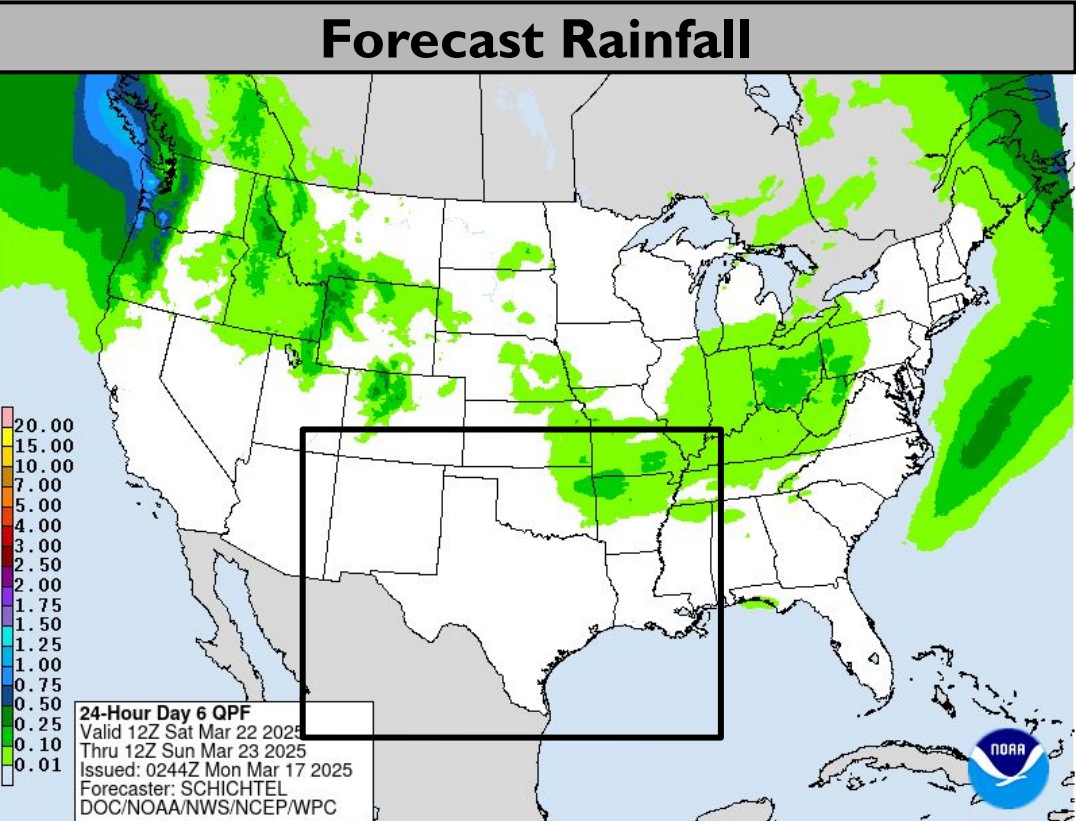 Forecast Rainfall
20.00
15.00
10.00
7.00
5.00
4.00
3.00
2.50
2.00
1.75
1.50
1.25
1.00
0.75
0.50
0.25
0.10
0.01
24-Hour Day 6 QPF
Valid 12Z Sat Mar 22 2025
Thru 12Z Sun Mar 23 2025
Issued: 0244Z Mon Mar 17 2025
Forecaster: SCHICHTEL
DOC/NOAA/NWS/NCEP/WPC
NOAA